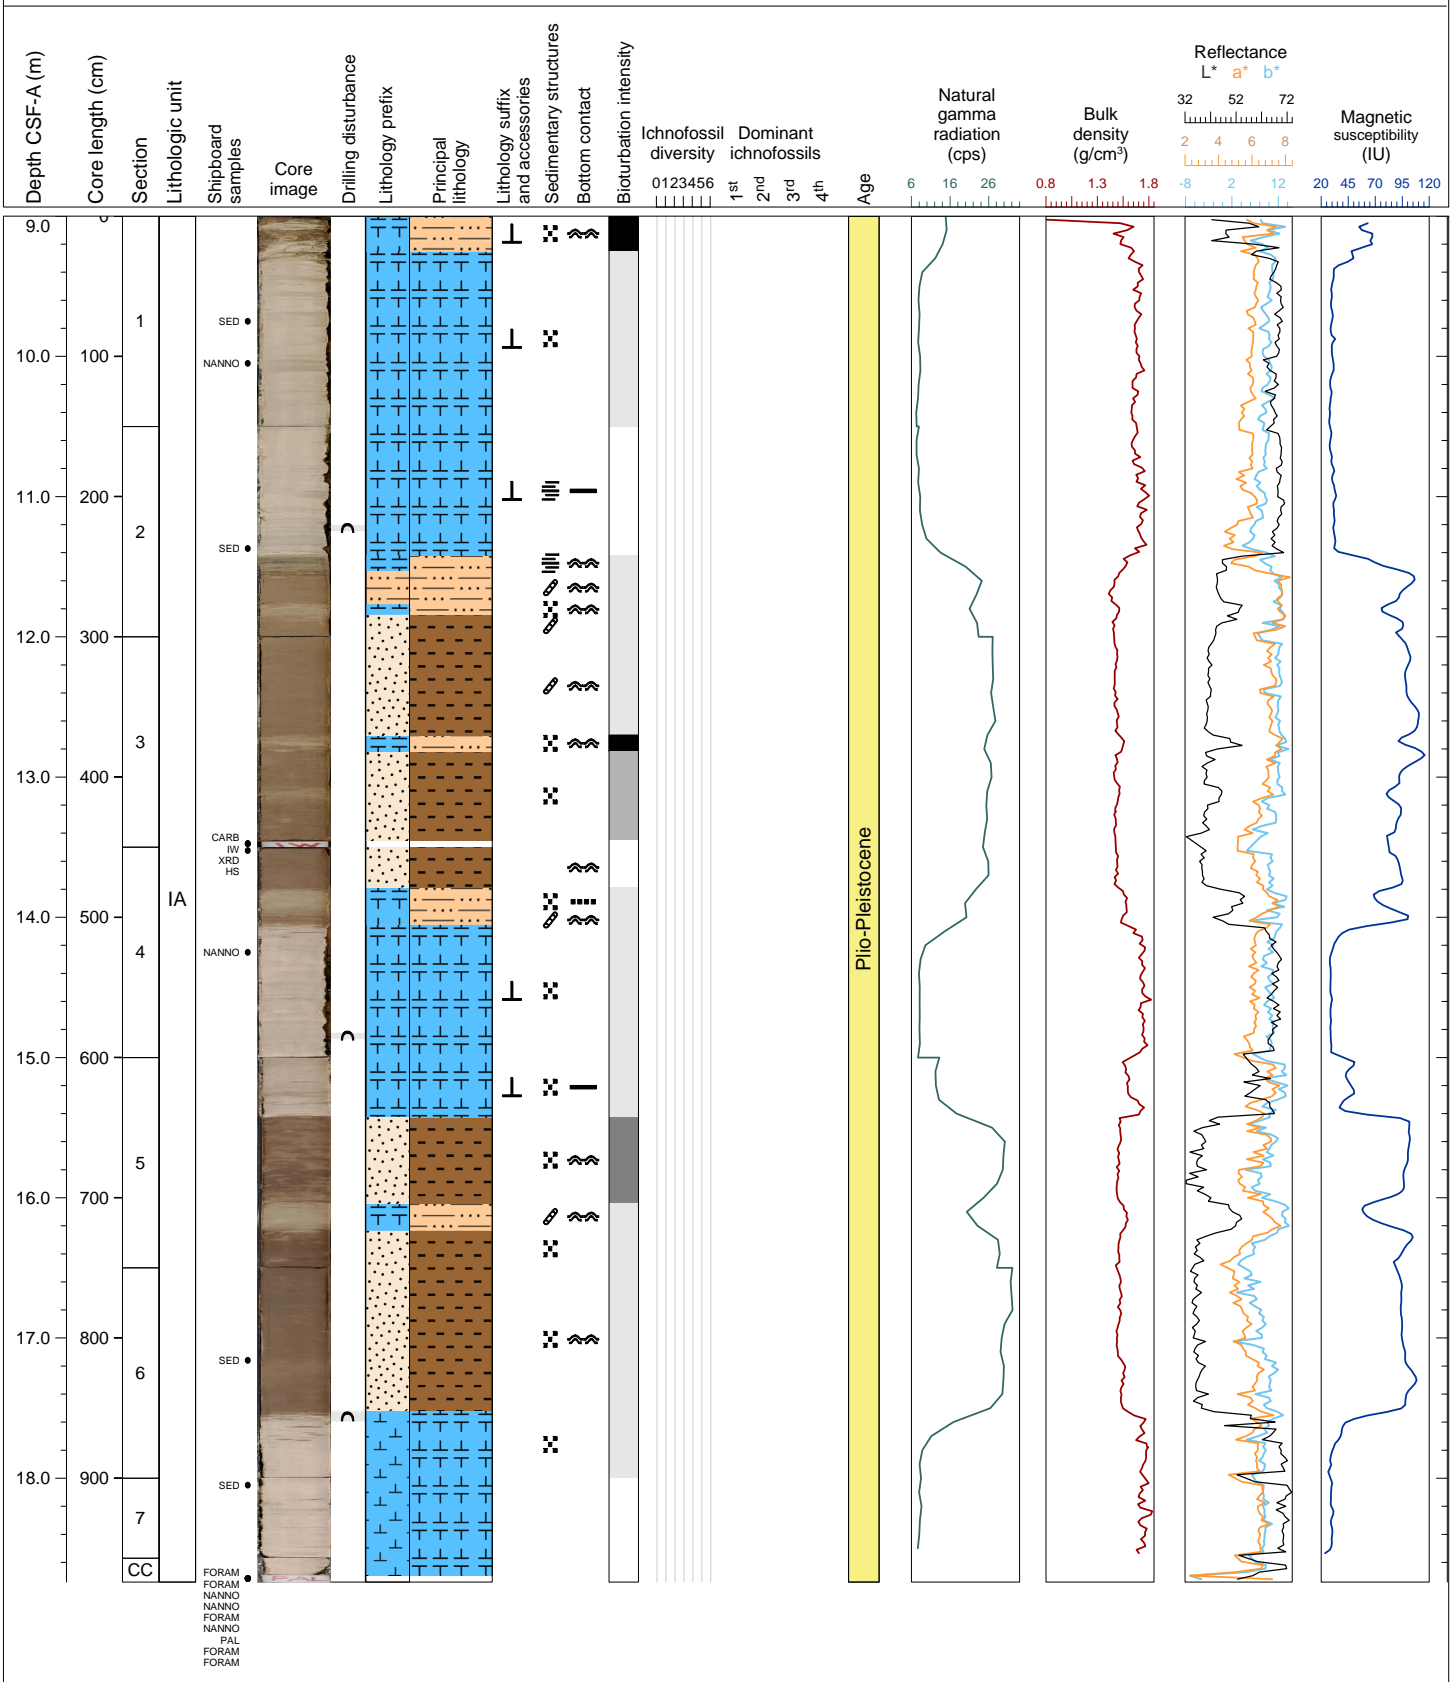 Depth CSF-A (m)
Core length (cm)
Section
Lithologic unit
Shipboard
samples
Core
image
Drilling disturbance
Lithology prefix
Principal
lithology
Lithology suffix
and accessories
Sedimentary structures
Bottom contact
Bioturbation intensity
Ichnofossil
diversity
0123456
Dominant
ichnofossils
1st
2nd
3rd
4th
Age
Natural
gamma
radiation
(cps)
6 16 26
Bulk
density
(g/cm³)
0.8 1.3 1.8
Reflectance
L* a* b*
32 52 72
2 4 6 8
-8 2 12
Magnetic
susceptibility
(IU)
20 45 70 95 120
9.0
10.0
11.0
12.0
13.0
14.0
15.0
16.0
17.0
18.0
0
100
200
300
400
500
600
700
800
900
1
2
3
4
5
6
7
CC
IA
SED
NANNO
SED
CARB
IW
XRD
HS
NANNO
SED
SED
FORAM
FORAM
NANNO
NANNO
FORAM
NANNO
PAL
FORAM
FORAM
IW
PAL
Plio-Pleistocene